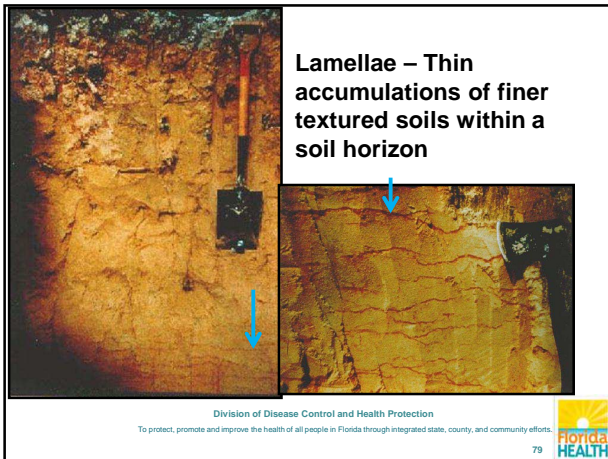 Lamellae – Thin
accumulations of finer
textured soils within a
soil horizon
Division of Disease Control and Health Protection
To protect, promote and improve the health of all people in Florida through integrated state, county, and community efforts.
79
Florida
HEALTH